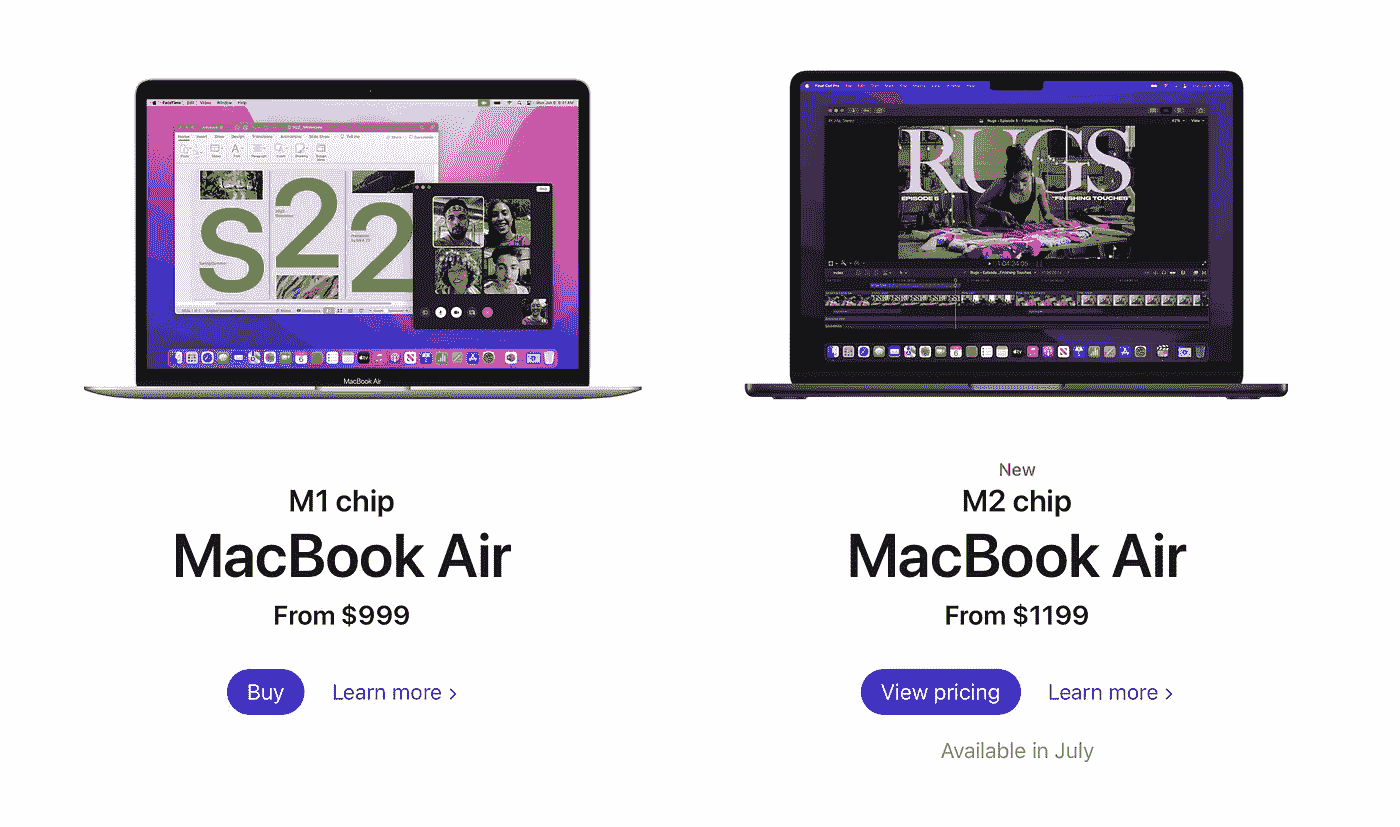 S22
MacBook Air
RUGS
EPISODE 5
"FINISHING TOUCHES"
M1 chip
MacBook Air
From $999
Buy
Learn more >
New
M2 chip
MacBook Air
From $1199
View pricing
Learn more >
Available in July